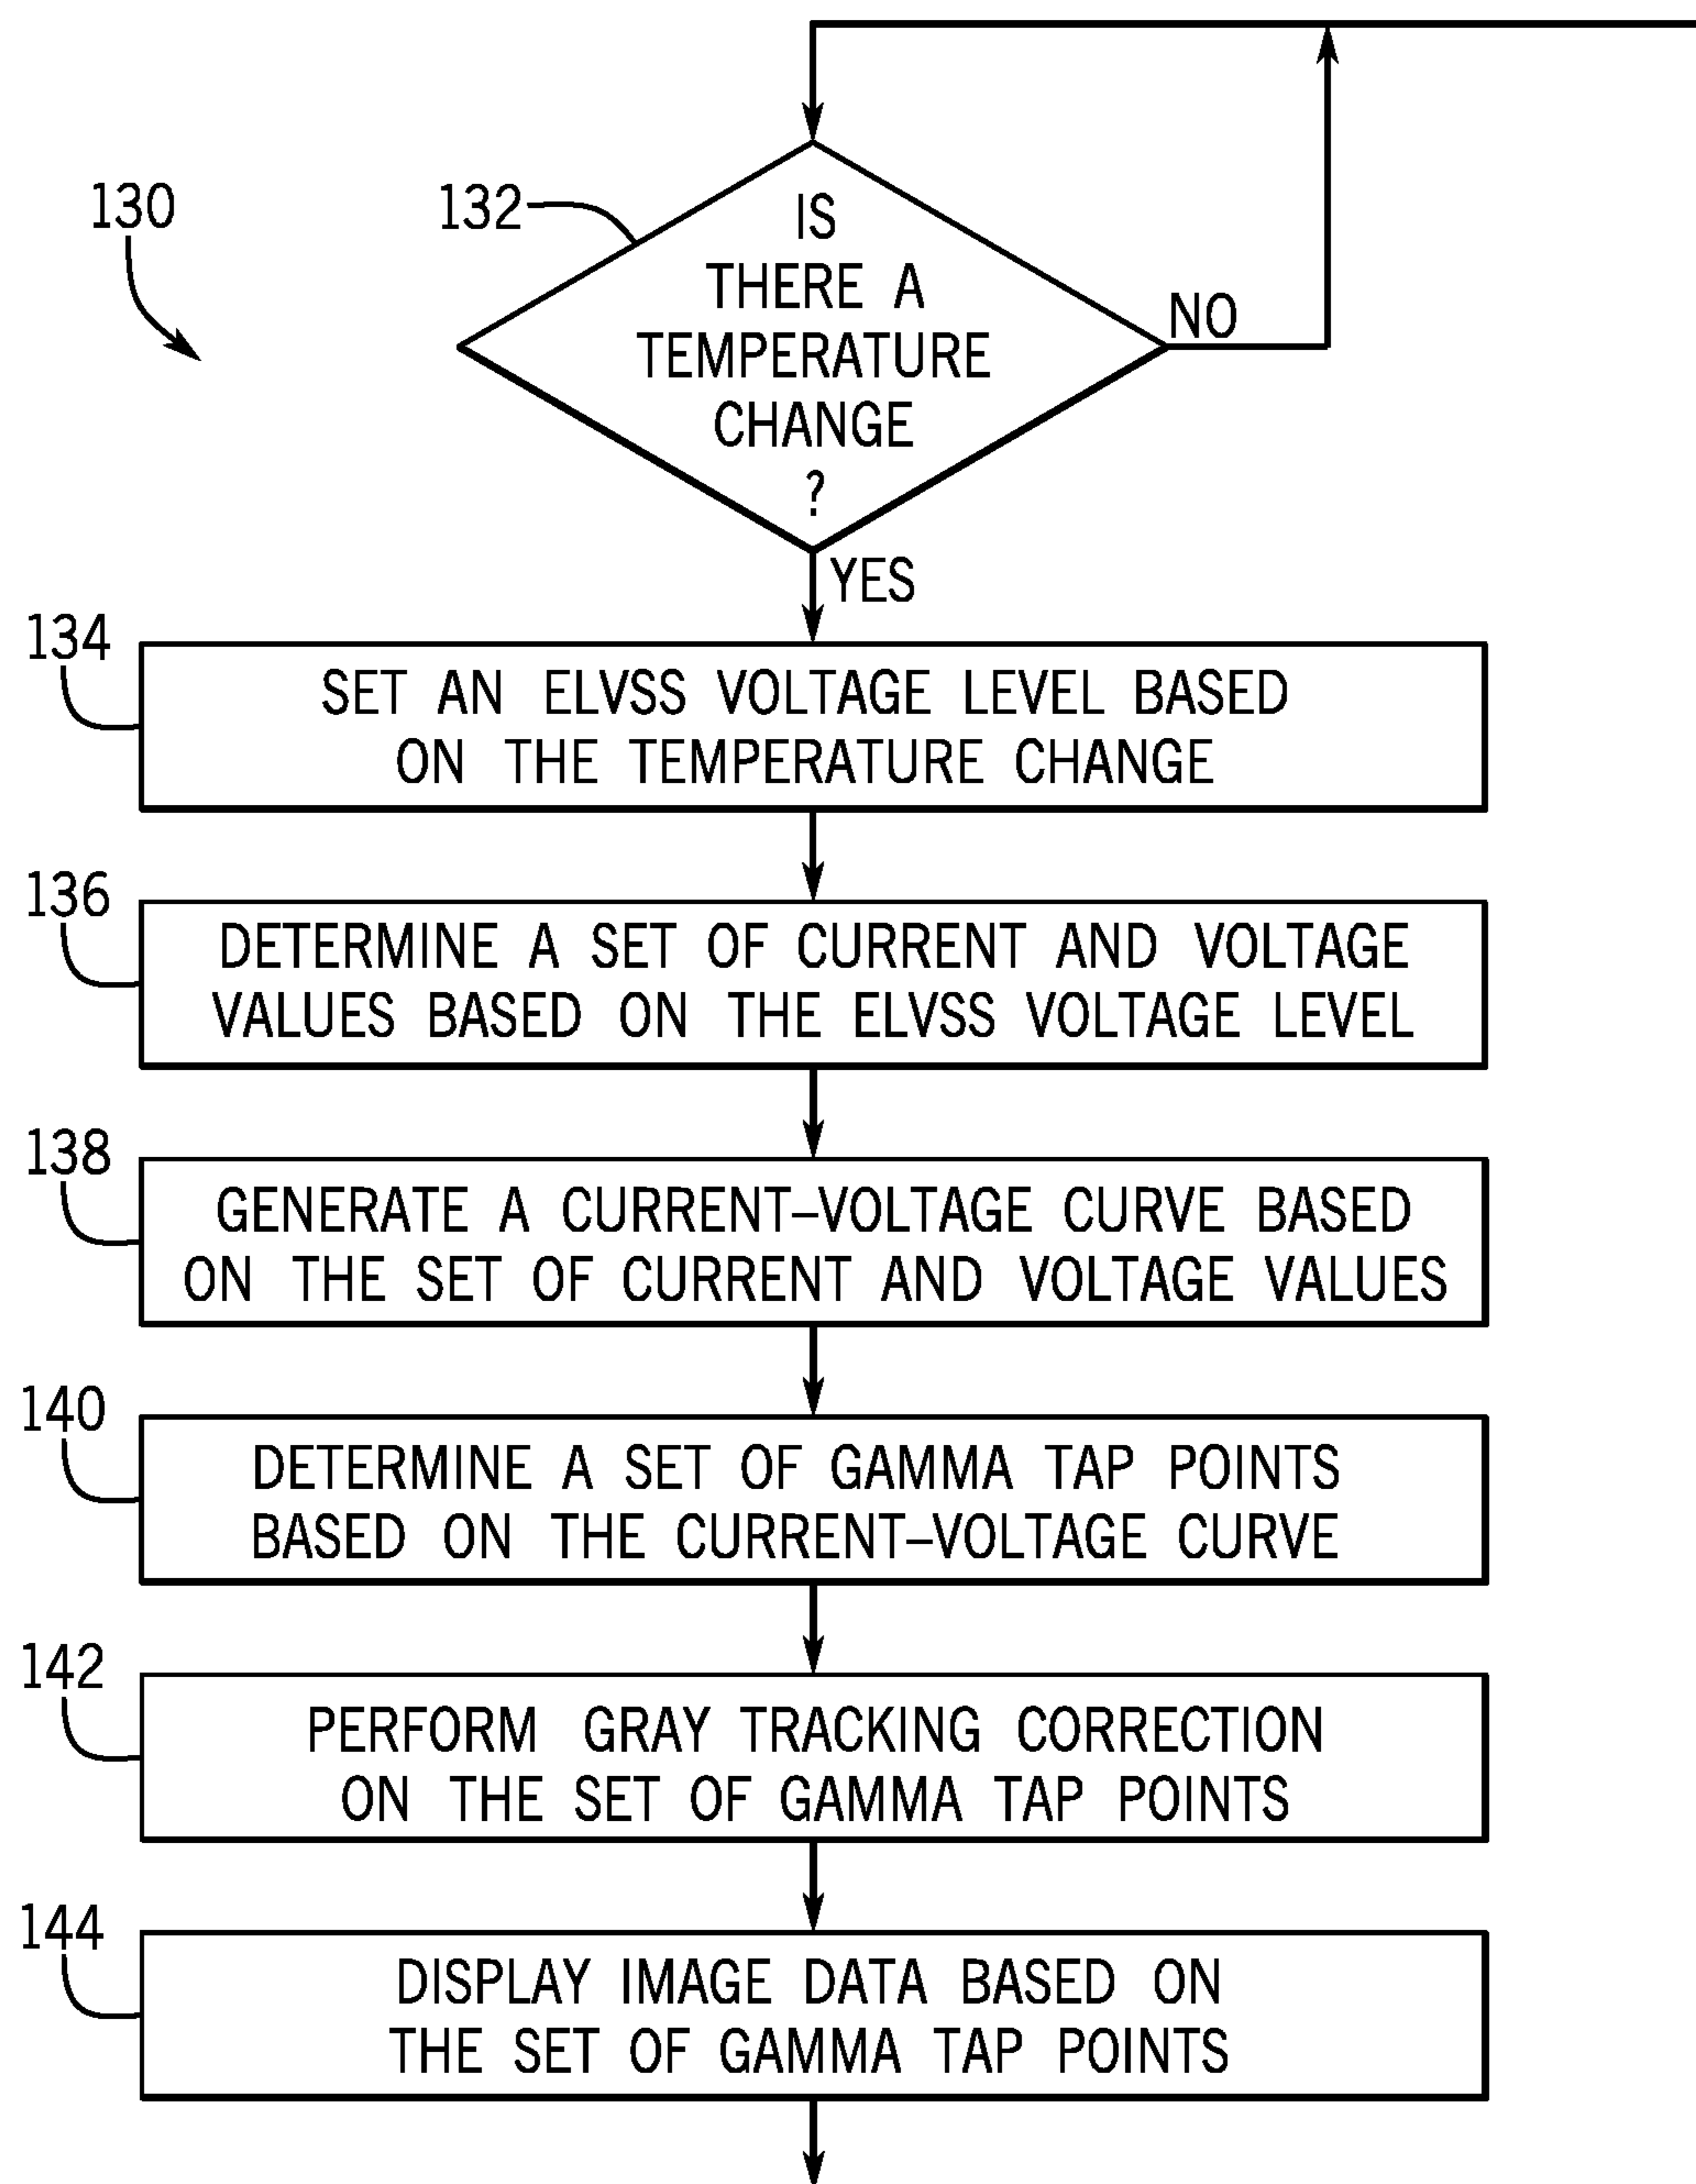 130
132
IS
THERE A
TEMPERATURE
CHANGE
?
NO
YES
134
SET AN ELVSS VOLTAGE LEVEL BASED
ON THE TEMPERATURE CHANGE
136
DETERMINE A SET OF CURRENT AND VOLTAGE
VALUES BASED ON THE ELVSS VOLTAGE LEVEL
138
GENERATE A CURRENT–VOLTAGE CURVE BASED
ON THE SET OF CURRENT AND VOLTAGE VALUES
140
DETERMINE A SET OF GAMMA TAP POINTS
BASED ON THE CURRENT–VOLTAGE CURVE
142
PERFORM GRAY TRACKING CORRECTION
ON THE SET OF GAMMA TAP POINTS
144
DISPLAY IMAGE DATA BASED ON
THE SET OF GAMMA TAP POINTS